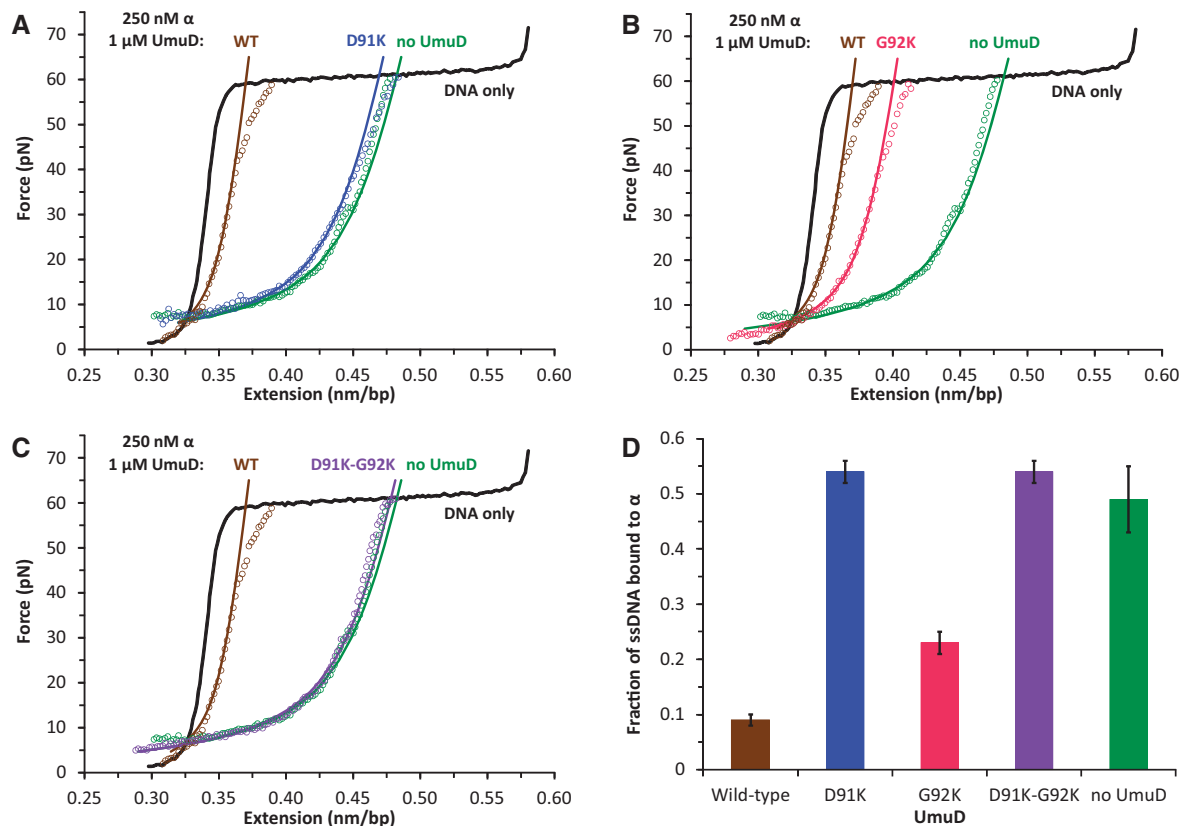 A
250 nM α
1 µM UmuD: WT D91K no UmuD
DNA only
Force (pN)
70
60
50
40
30
20
10
0
0.25 0.30 0.35 0.40 0.45 0.50 0.55 0.60
Extension (nm/bp)
B
250 nM α
1 µM UmuD: WT G92K no UmuD
DNA only
Force (pN)
70
60
50
40
30
20
10
0
0.25 0.30 0.35 0.40 0.45 0.50 0.55 0.60
Extension (nm/bp)
C
250 nM α
1 µM UmuD: WT D91K-G92K no UmuD
DNA only
Force (pN)
70
60
50
40
30
20
10
0
0.25 0.30 0.35 0.40 0.45 0.50 0.55 0.60
Extension (nm/bp)
D
Fraction of ssDNA bound to α
0.6
0.5
0.4
0.3
0.2
0.1
0
Wild-type D91K G92K D91K-G92K no UmuD
UmuD